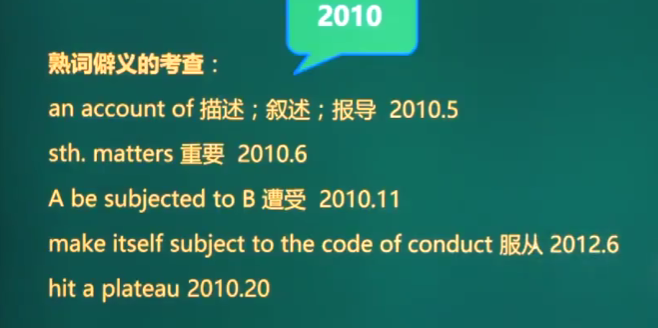 2010
熟词僻义的考查：
an account of 描述；叙述；报导 2010.5
sth. matters 重要 2010.6
A be subjected to B 遭受 2010.11
make itself subject to the code of conduct 服从 2012.6
hit a plateau 2010.20